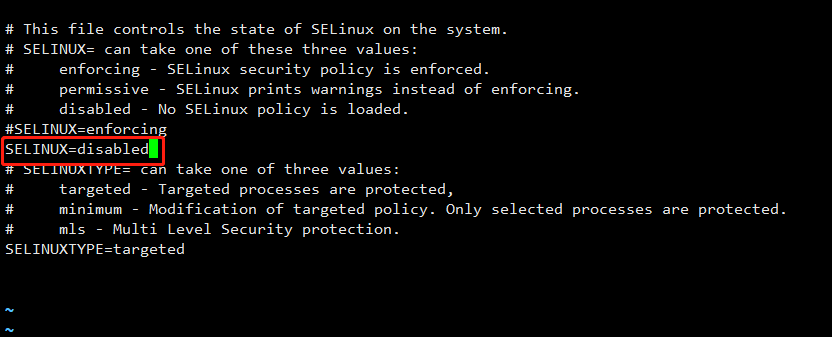 # This file controls the state of SELinux on the system.
# SELINUX= can take one of these three values:
#     enforcing - SELinux security policy is enforced.
#     permissive - SELinux prints warnings instead of enforcing.
#     disabled - No SELinux policy is loaded.
#SELINUX=enforcing
SELINUX=disabled
# SELINUXTYPE= can take one of three values:
#     targeted - Targeted processes are protected,
#     minimum - Modification of targeted policy. Only selected processes are protected.
#     mls - Multi Level Security protection.
SELINUXTYPE=targeted
~
~